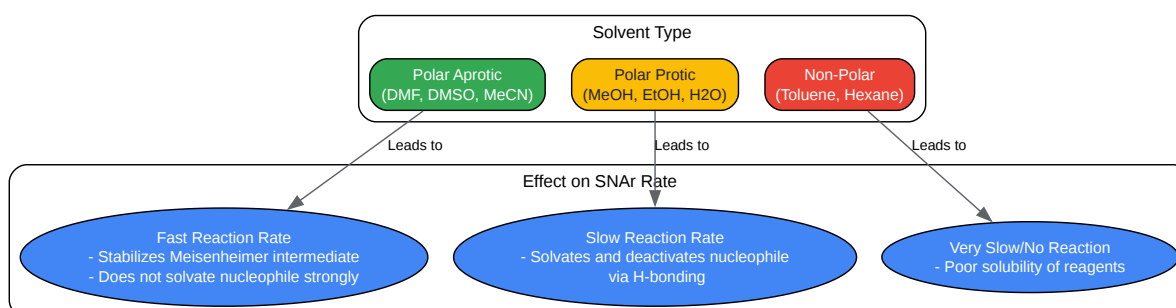 Solvent Type
Polar Aprotic
(DMF, DMSO, MeCN)
Polar Protic
(MeOH, EtOH, H2O)
Non-Polar
(Toluene, Hexane)
Leads to
Leads to
Leads to
Effect on SNAr Rate
Fast Reaction Rate
- Stabilizes Meisenheimer intermediate
- Does not solvate nucleophile strongly
Slow Reaction Rate
- Solvates and deactivates nucleophile
via H-bonding
Very Slow/No Reaction
- Poor solubility of reagents